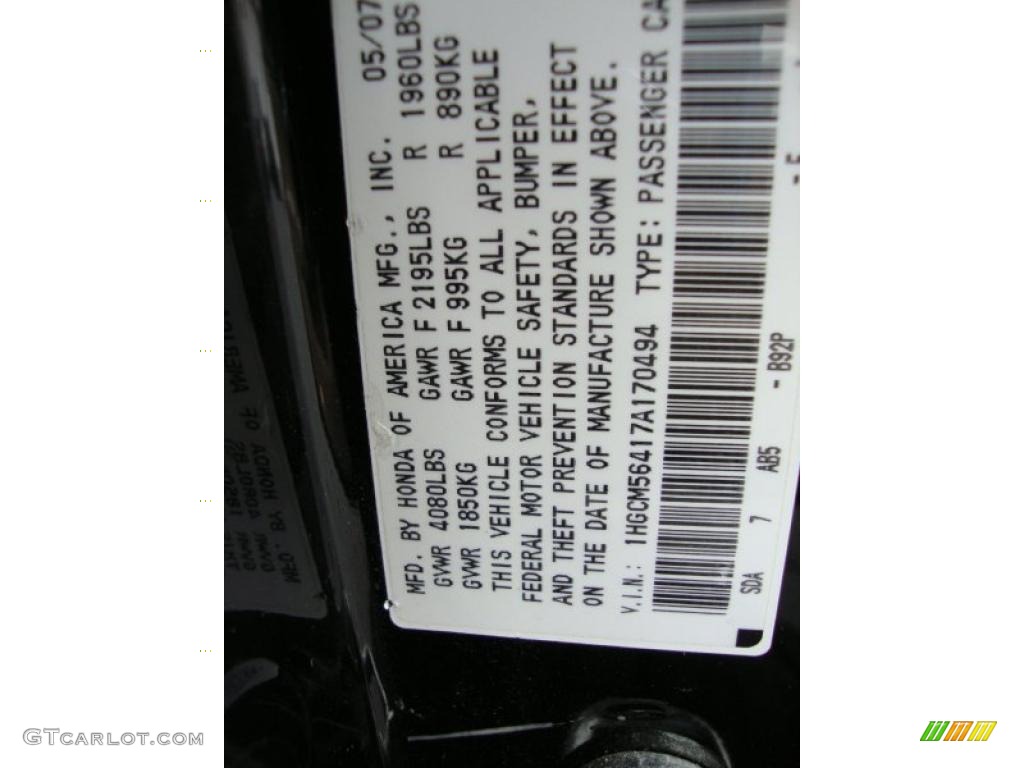 MFD. BY HONDA OF AMERICA MFG., INC. 05/07
GVWR 4080LBS GAWR F 2195LBS R 1960LBS
GVWR 1850KG GAWR F 995KG R 890KG
THIS VEHICLE CONFORMS TO ALL APPLICABLE
FEDERAL MOTOR VEHICLE SAFETY, BUMPER,
AND THEFT PREVENTION STANDARDS IN EFFECT
ON THE DATE OF MANUFACTURE SHOWN ABOVE.
V.I.N.: 1HGCM56417A170494 TYPE: PASSENGER CA
SDA 7 AB5 - B92P
GTCARLOT.COM